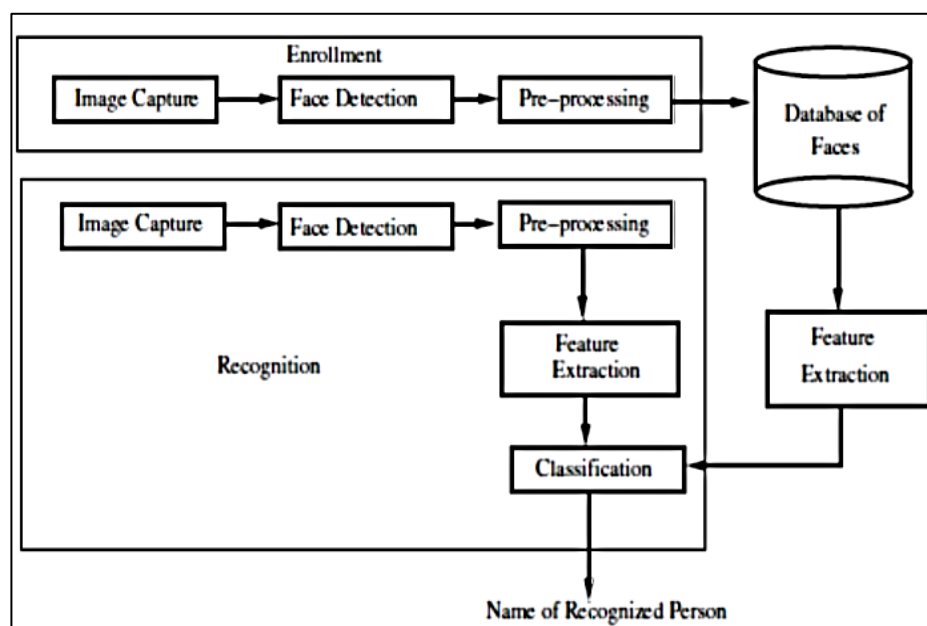 Enrollment
Image Capture
Face Detection
Pre-processing
Database of
Faces
Image Capture
Face Detection
Pre-processing
Feature
Extraction
Recognition
Feature
Extraction
Classification
Name of Recognized Person